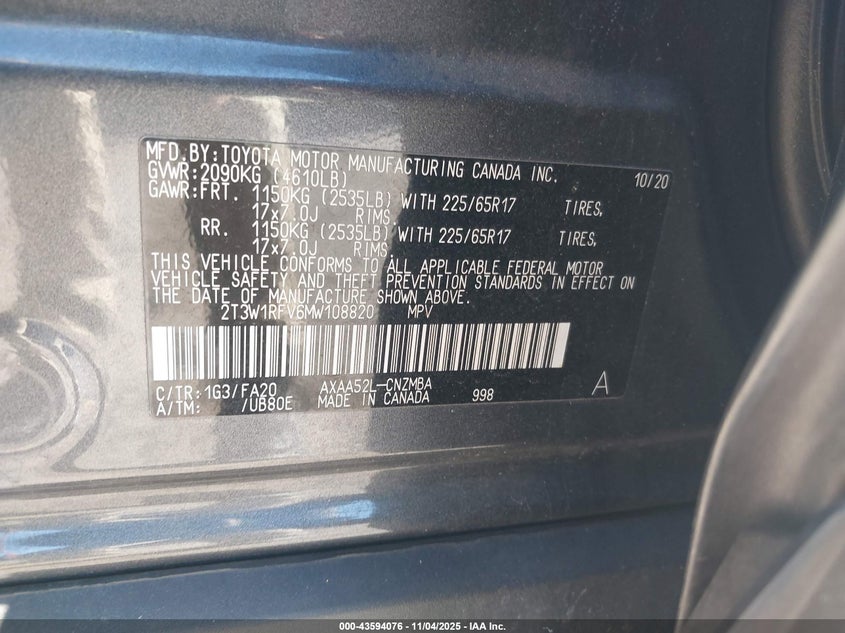 MFD.BY:TOYOTA MOTOR MANUFACTURING CANADA INC. 10/20
GVWR:2090KG (4610LB)
GAWR:FRT. 1150KG (2535LB) WITH 225/65R17 TIRES,
17x7.0J RIMS,
RR. 1150KG (2535LB) WITH 225/65R17 TIRES,
17x7.0J RIMS,
THIS VEHICLE CONFORMS TO ALL APPLICABLE FEDERAL MOTOR
VEHICLE SAFETY AND THEFT PREVENTION STANDARDS IN EFFECT ON
THE DATE OF MANUFACTURE SHOWN ABOVE.
2T3W1RFV6MW108820 MPV
C/TR:1G3/FA20 AXAA52L-CNZMBA A
A/TM: /UB80E MADE IN CANADA 998
000-43594076 - 11/04/2025 - IAA Inc.